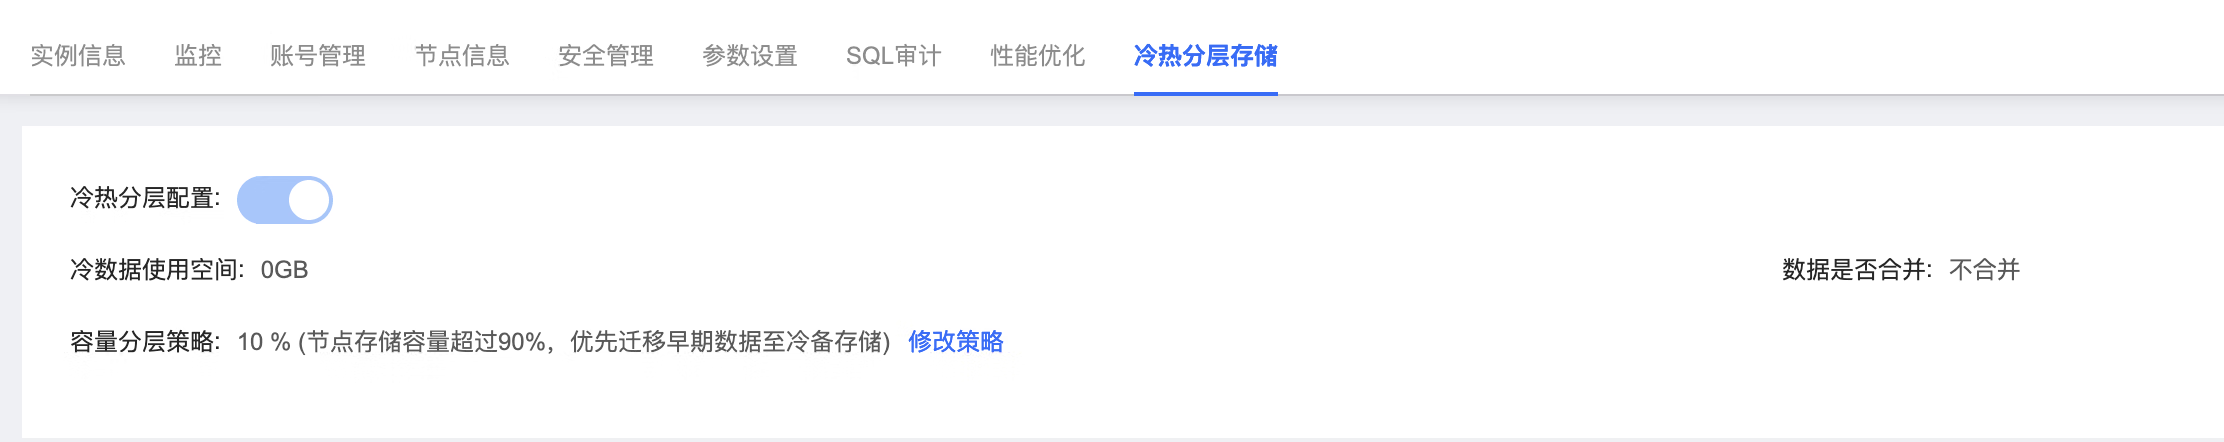 实例信息 监控 账号管理 节点信息 安全管理 参数设置 SQL审计 性能优化 冷热分层存储
冷热分层配置:
冷数据使用空间: 0GB 数据是否合并: 不合并
容量分层策略: 10 % (节点存储容量超过90%，优先迁移早期数据至冷备存储) 修改策略